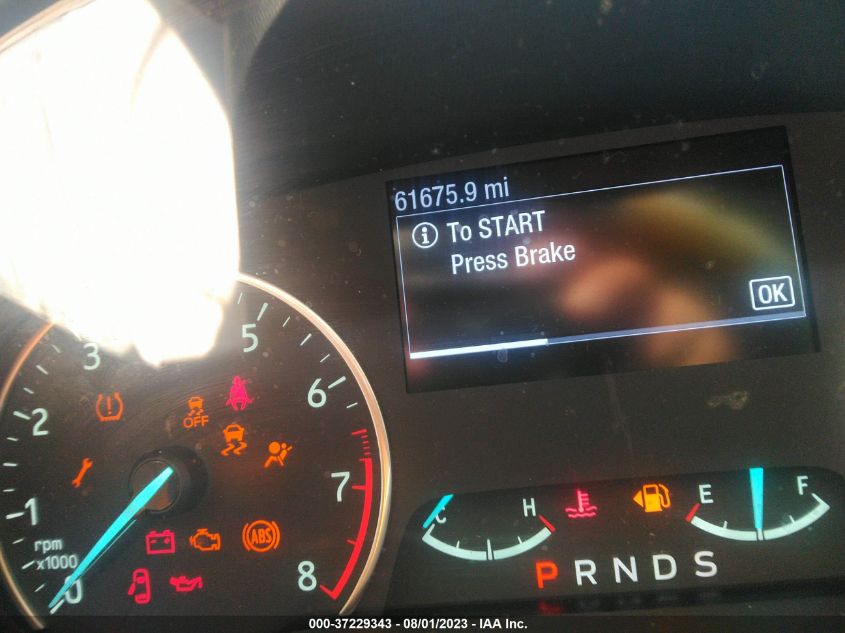 61675.9 mi
i To START
Press Brake
OK
3
5
2
6
OFF
1
7
rpm
x1000
ABS
0
8
C
H
E
F
P R N D S
000-37229343 - 08/01/2023 - IAA Inc.